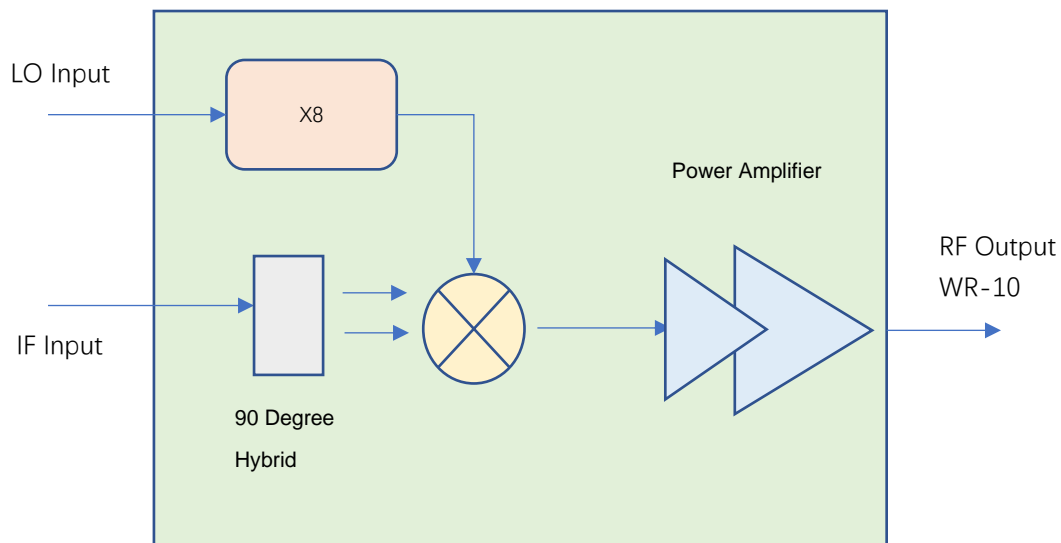 LO Input
X8
Power Amplifier
RF Output
WR-10
IF Input
90 Degree
Hybrid